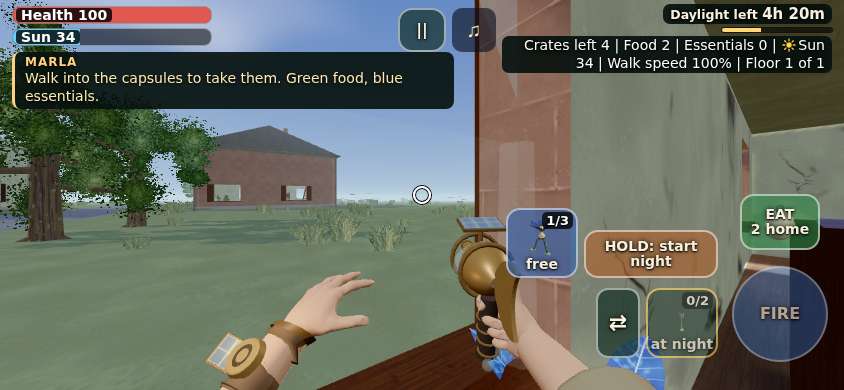 Health 100
Sun 34
MARLA
Walk into the capsules to take them. Green food, blue
essentials.
Daylight left 4h 20m
Crates left 4 | Food 2 | Essentials 0 | ☀Sun
34 | Walk speed 100% | Floor 1 of 1
1/3
free
HOLD: start
night
EAT
2 home
0/2
at night
FIRE